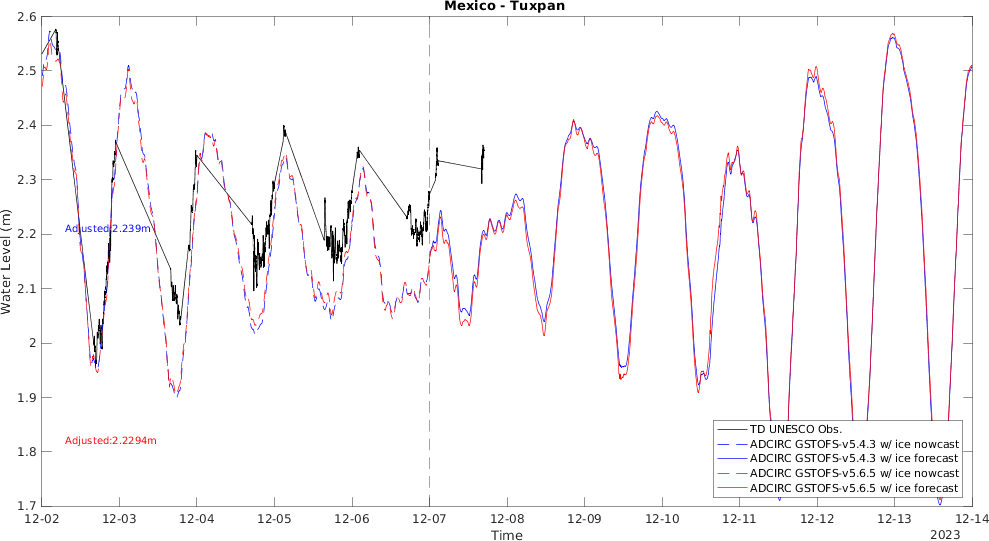 Mexico - Tuxpan
2.6
2.5
2.4
2.3
2.2
2.1
2
1.9
1.8
1.7
Water Level (m)
Adjusted:2.239m
Adjusted:2.2294m
TD UNESCO Obs.
ADCIRC GSTOFS-v5.4.3 w/ ice nowcast
ADCIRC GSTOFS-v5.4.3 w/ ice forecast
ADCIRC GSTOFS-v5.6.5 w/ ice nowcast
ADCIRC GSTOFS-v5.6.5 w/ ice forecast
12-02 12-03 12-04 12-05 12-06 12-07 12-08 12-09 12-10 12-11 12-12 12-13 12-14
Time
2023